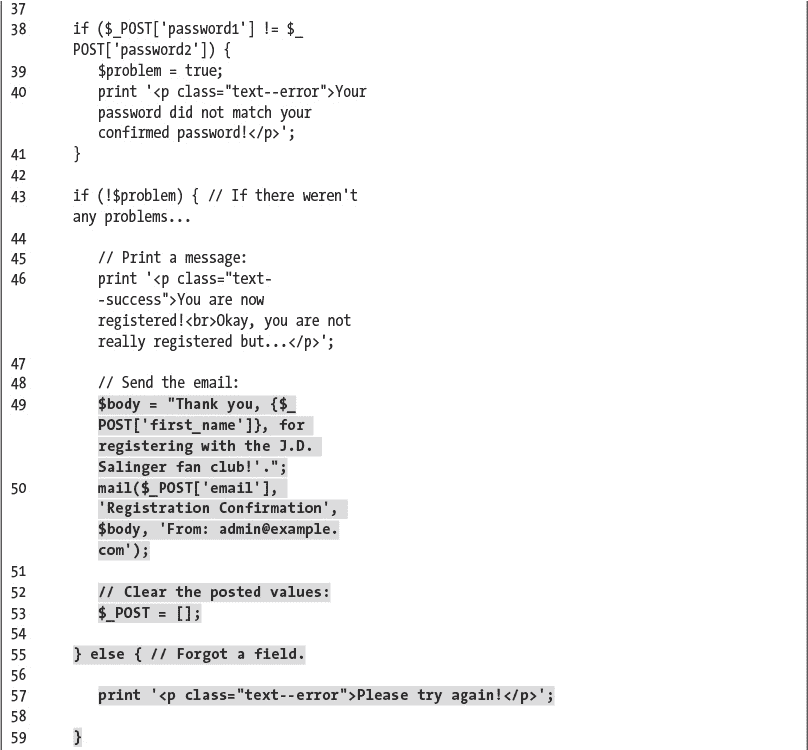 37
38 if ($_POST['password1'] != $_
POST['password2']) {
39 $problem = true;
40 print '<p class="text--error">Your
password did not match your
confirmed password!</p>';
41 }
42
43 if (!$problem) { // If there weren't
any problems...
44
45 // Print a message:
46 print '<p class="text-
-success">You are now
registered!<br>Okay, you are not
really registered but...</p>';
47
48 // Send the email:
49 $body = "Thank you, {$_
POST['first_name']}, for
registering with the J.D.
Salinger fan club!'.";
50 mail($_POST['email'],
'Registration Confirmation',
$body, 'From: admin@example.
com');
51
52 // Clear the posted values:
53 $_POST = [];
54
55 } else { // Forgot a field.
56
57 print '<p class="text--error">Please try again!</p>';
58
59 }